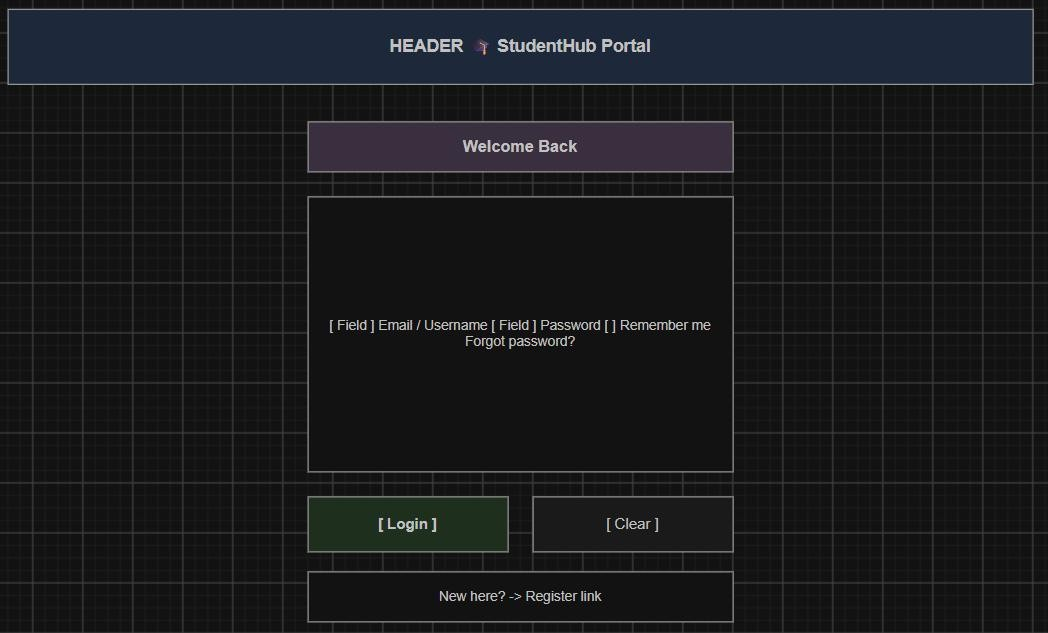 HEADER 🎓 StudentHub Portal
Welcome Back
[ Field ] Email / Username [ Field ] Password [ ] Remember me
Forgot password?
[ Login ]
[ Clear ]
New here? -> Register link